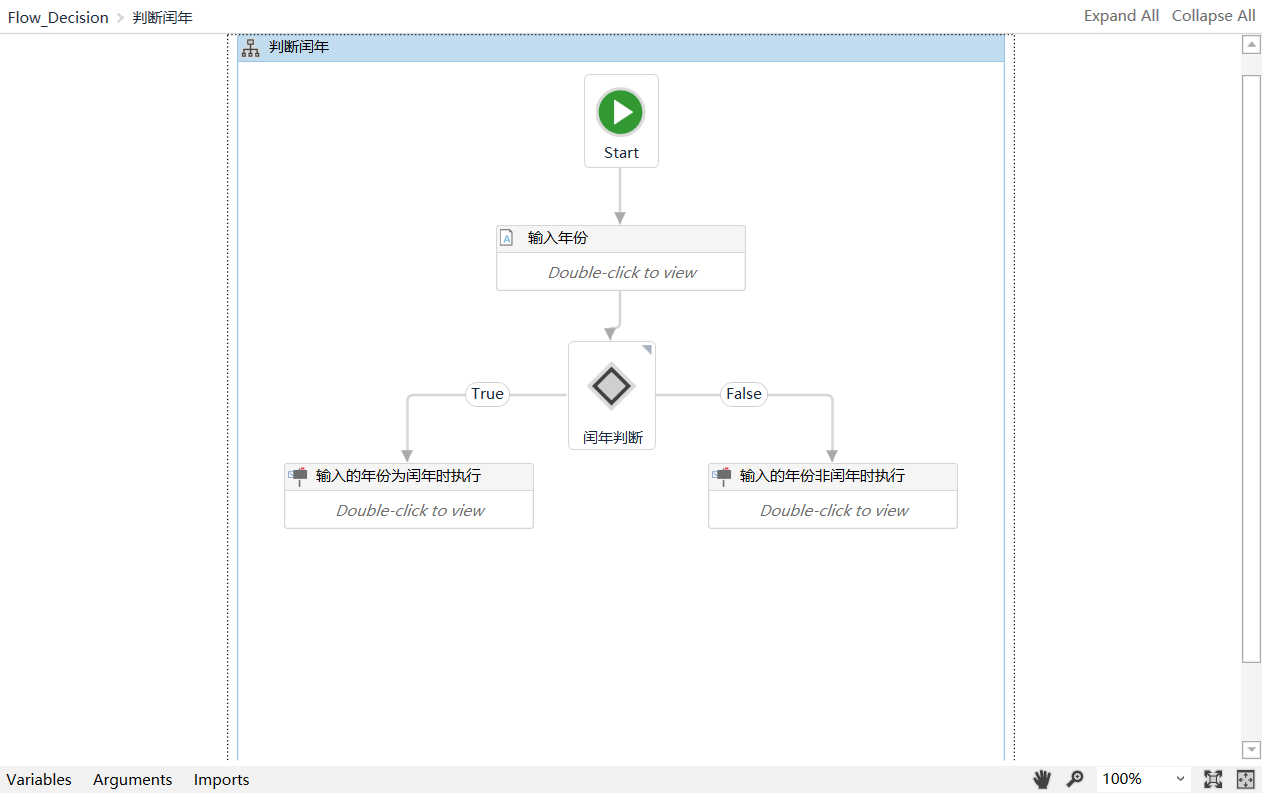 Flow_Decision > 判断闰年
Expand All Collapse All
判断闰年
Start
输入年份
Double-click to view
True
False
闰年判断
输入的年份为闰年时执行
Double-click to view
输入的年份非闰年时执行
Double-click to view
Variables Arguments Imports
100%